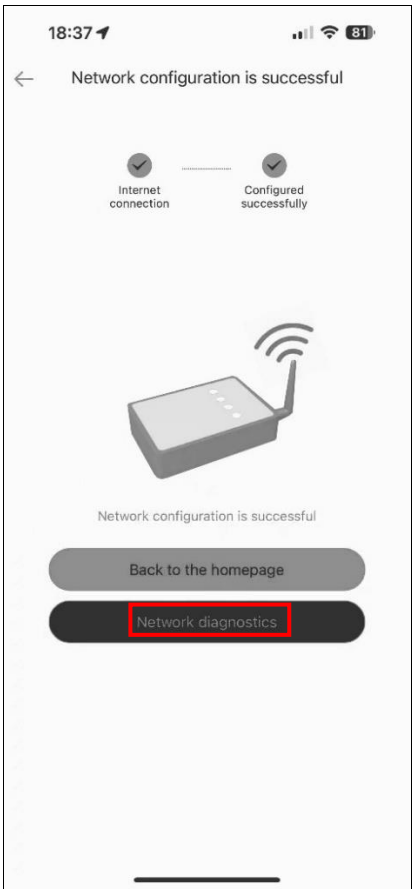 18:37
81
Network configuration is successful
Internet
connection
Configured
successfully
Network configuration is successful
Back to the homepage
Network diagnostics